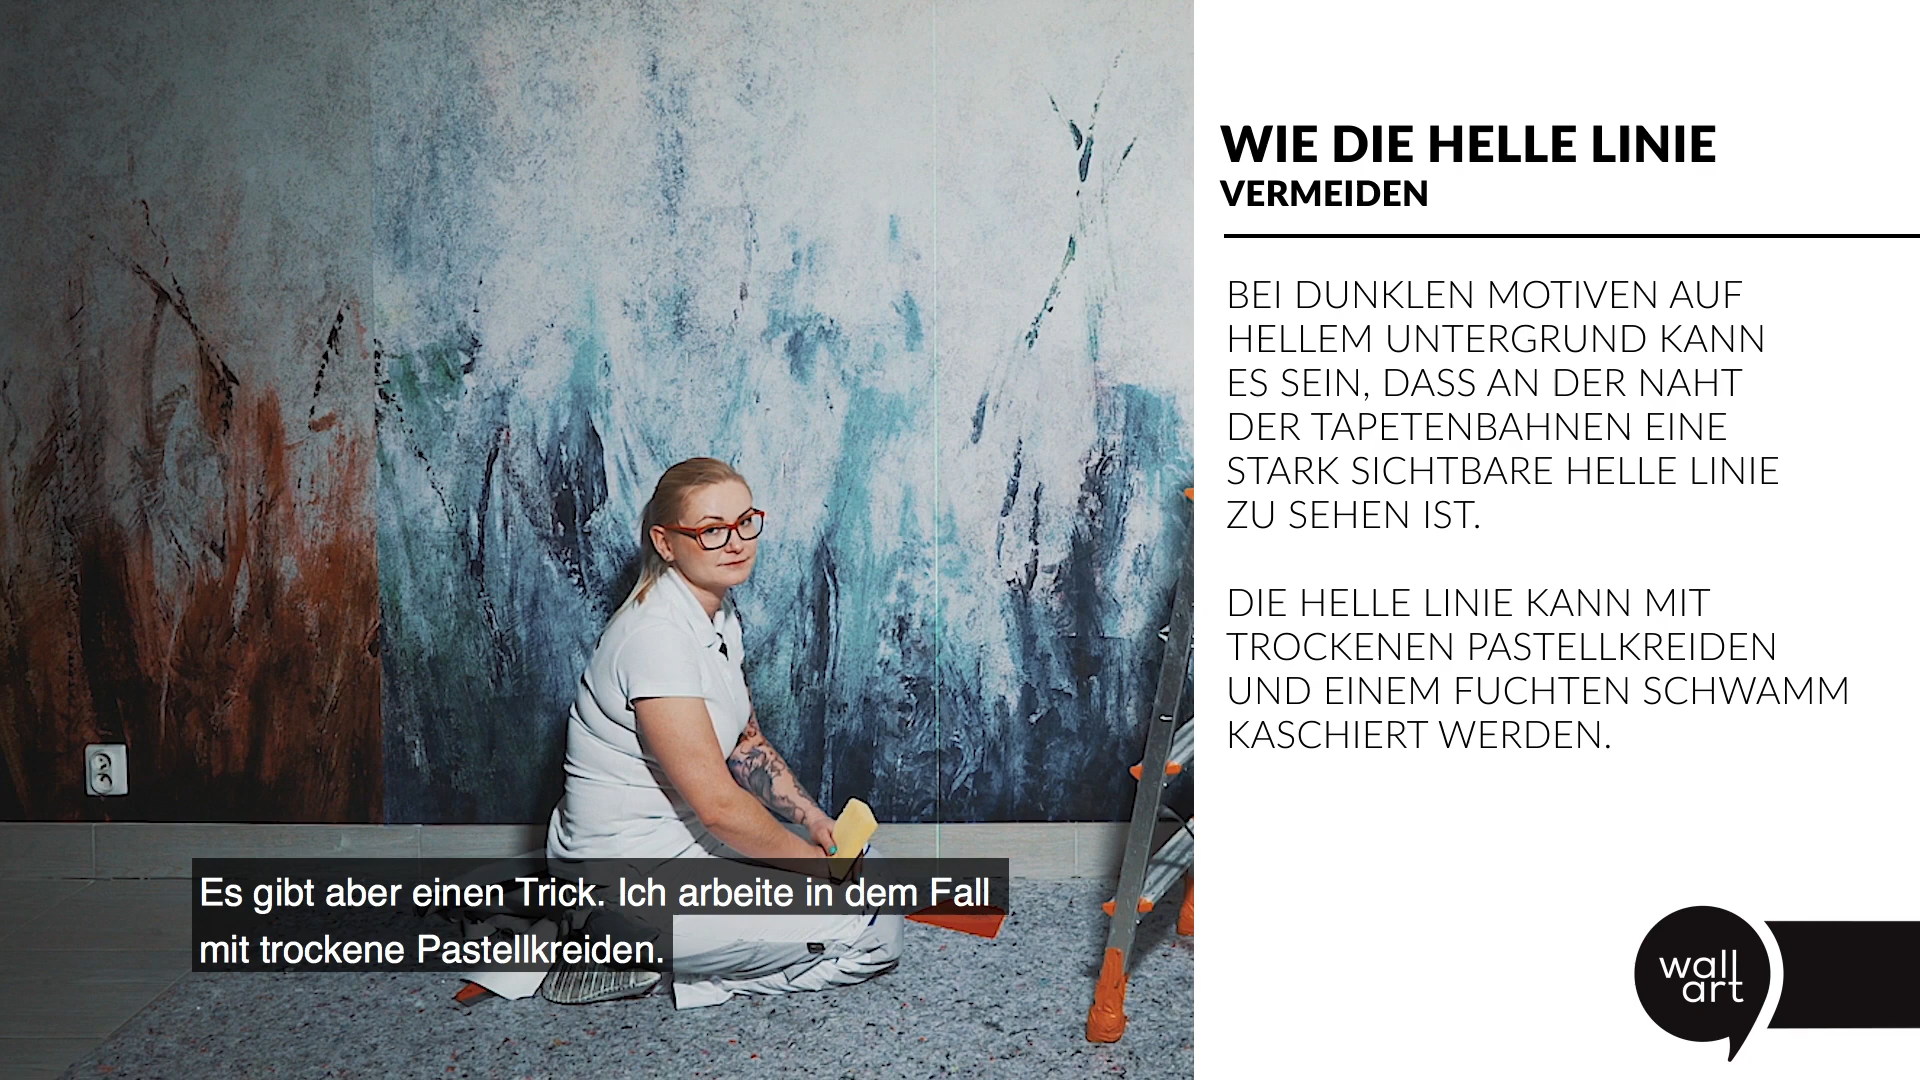 WIE DIE HELLE LINIE
VERMEIDEN
BEI DUNKLEN MOTIVEN AUF
HELLEM UNTERGRUND KANN
ES SEIN, DASS AN DER NAHT
DER TAPETENBAHNEN EINE
STARK SICHTBARE HELLE LINIE
ZU SEHEN IST.
DIE HELLE LINIE KANN MIT
TROCKENEN PASTELLKREIDEN
UND EINEM FUCHTEN SCHWAMM
KASCHIERT WERDEN.
Es gibt aber einen Trick. Ich arbeite in dem Fall
mit trockene Pastellkreiden.
wall
art